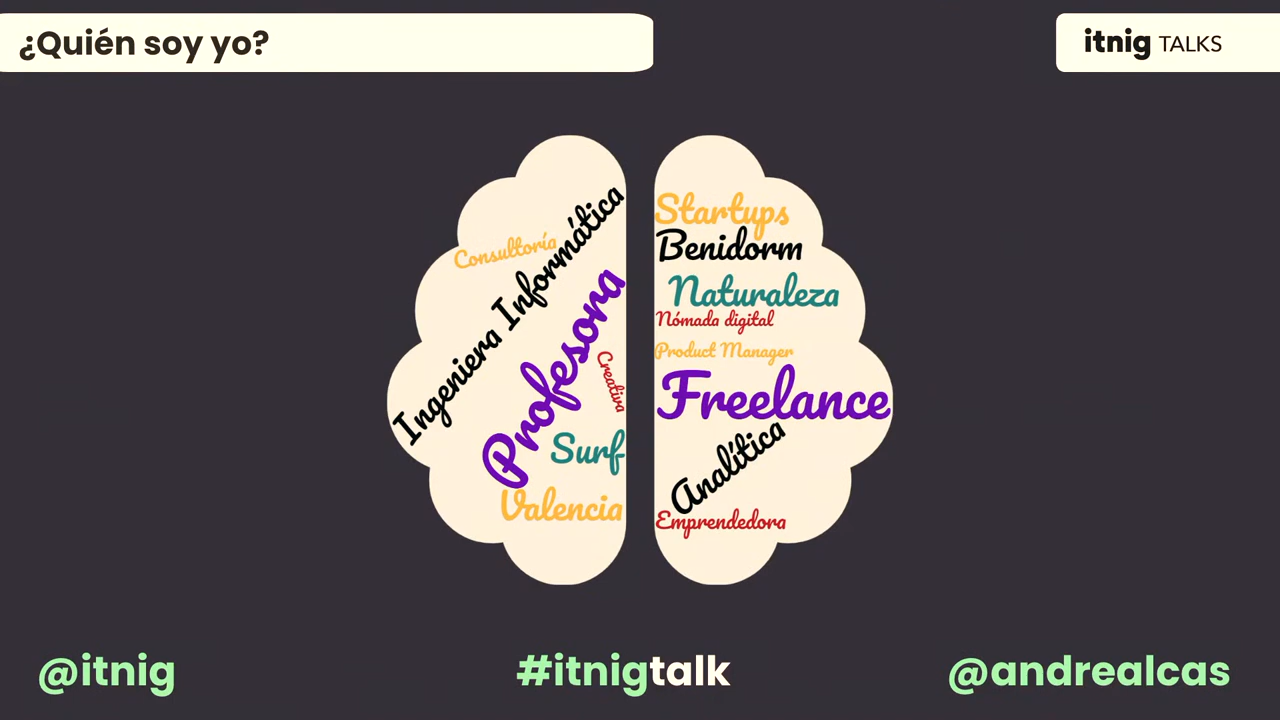 ¿Quién soy yo?
itnig TALKS
Consultoría
Ingeniera Informática
Profesora
Creativa
Surf
Valencia
Startups
Benidorm
Naturaleza
Nómada digital
Product Manager
Freelance
Analítica
Emprendedora
@itnig
#itnigtalk
@andrealcas